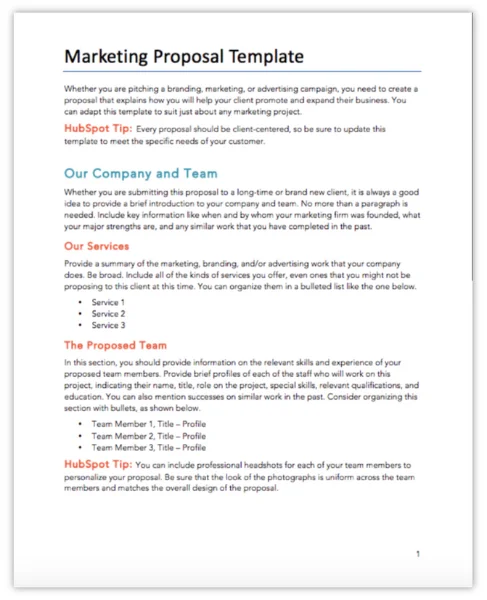 Marketing Proposal Template
Whether you are pitching a branding, marketing, or advertising campaign, you need to create a
proposal that explains how you will help your client promote and expand their business. You
can adapt this template to suit just about any marketing project.
HubSpot Tip: Every proposal should be client-centered, so be sure to update this
template to meet the specific needs of your customer.
Our Company and Team
Whether you are submitting this proposal to a long-time or brand new client, it is always a good
idea to provide a brief introduction to your company and team. No more than a paragraph is
needed. Include key information like when and by whom your marketing firm was founded, what
your major strengths are, and any similar work that you have completed in the past.
Our Services
Provide a summary of the marketing, branding, and/or advertising work that your company
does. Be broad. Include all of the kinds of services you offer, even ones that you might not be
proposing to this client at this time. You can organize them in a bulleted list like the one below.
• Service 1
• Service 2
• Service 3
The Proposed Team
In this section, you should provide information on the relevant skills and experience of your
proposed team members. Provide brief profiles of each of the staff who will work on this
project, indicating their name, title, role on the project, special skills, relevant qualifications, and
education. You can also mention successes on similar work in the past. Consider organizing this
section with bullets, as shown below.
• Team Member 1, Title – Profile
• Team Member 2, Title – Profile
• Team Member 3, Title – Profile
HubSpot Tip: You can include professional headshots for each of your team members to
personalize your proposal. Be sure that the look of the photographs is uniform across the team
members and matches the overall design of the proposal.
1